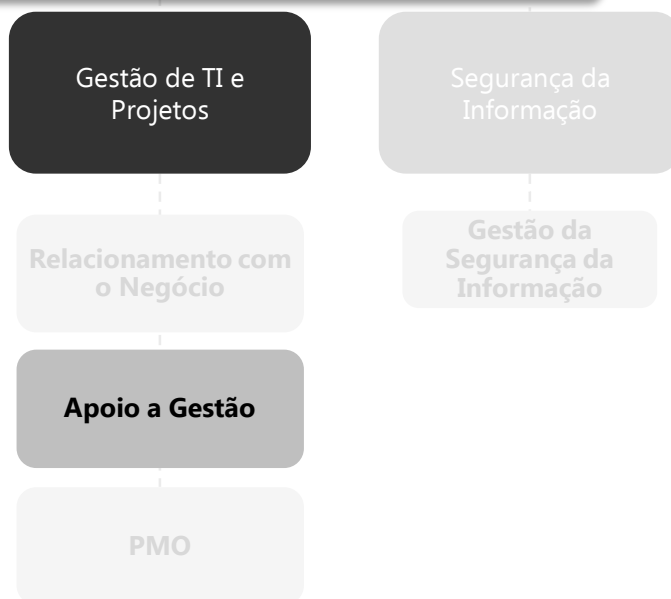 Gestão de TI e
Projetos
Segurança da
Informação
Relacionamento com
o Negócio
Gestão da
Segurança da
Informação
Apoio a Gestão
PMO